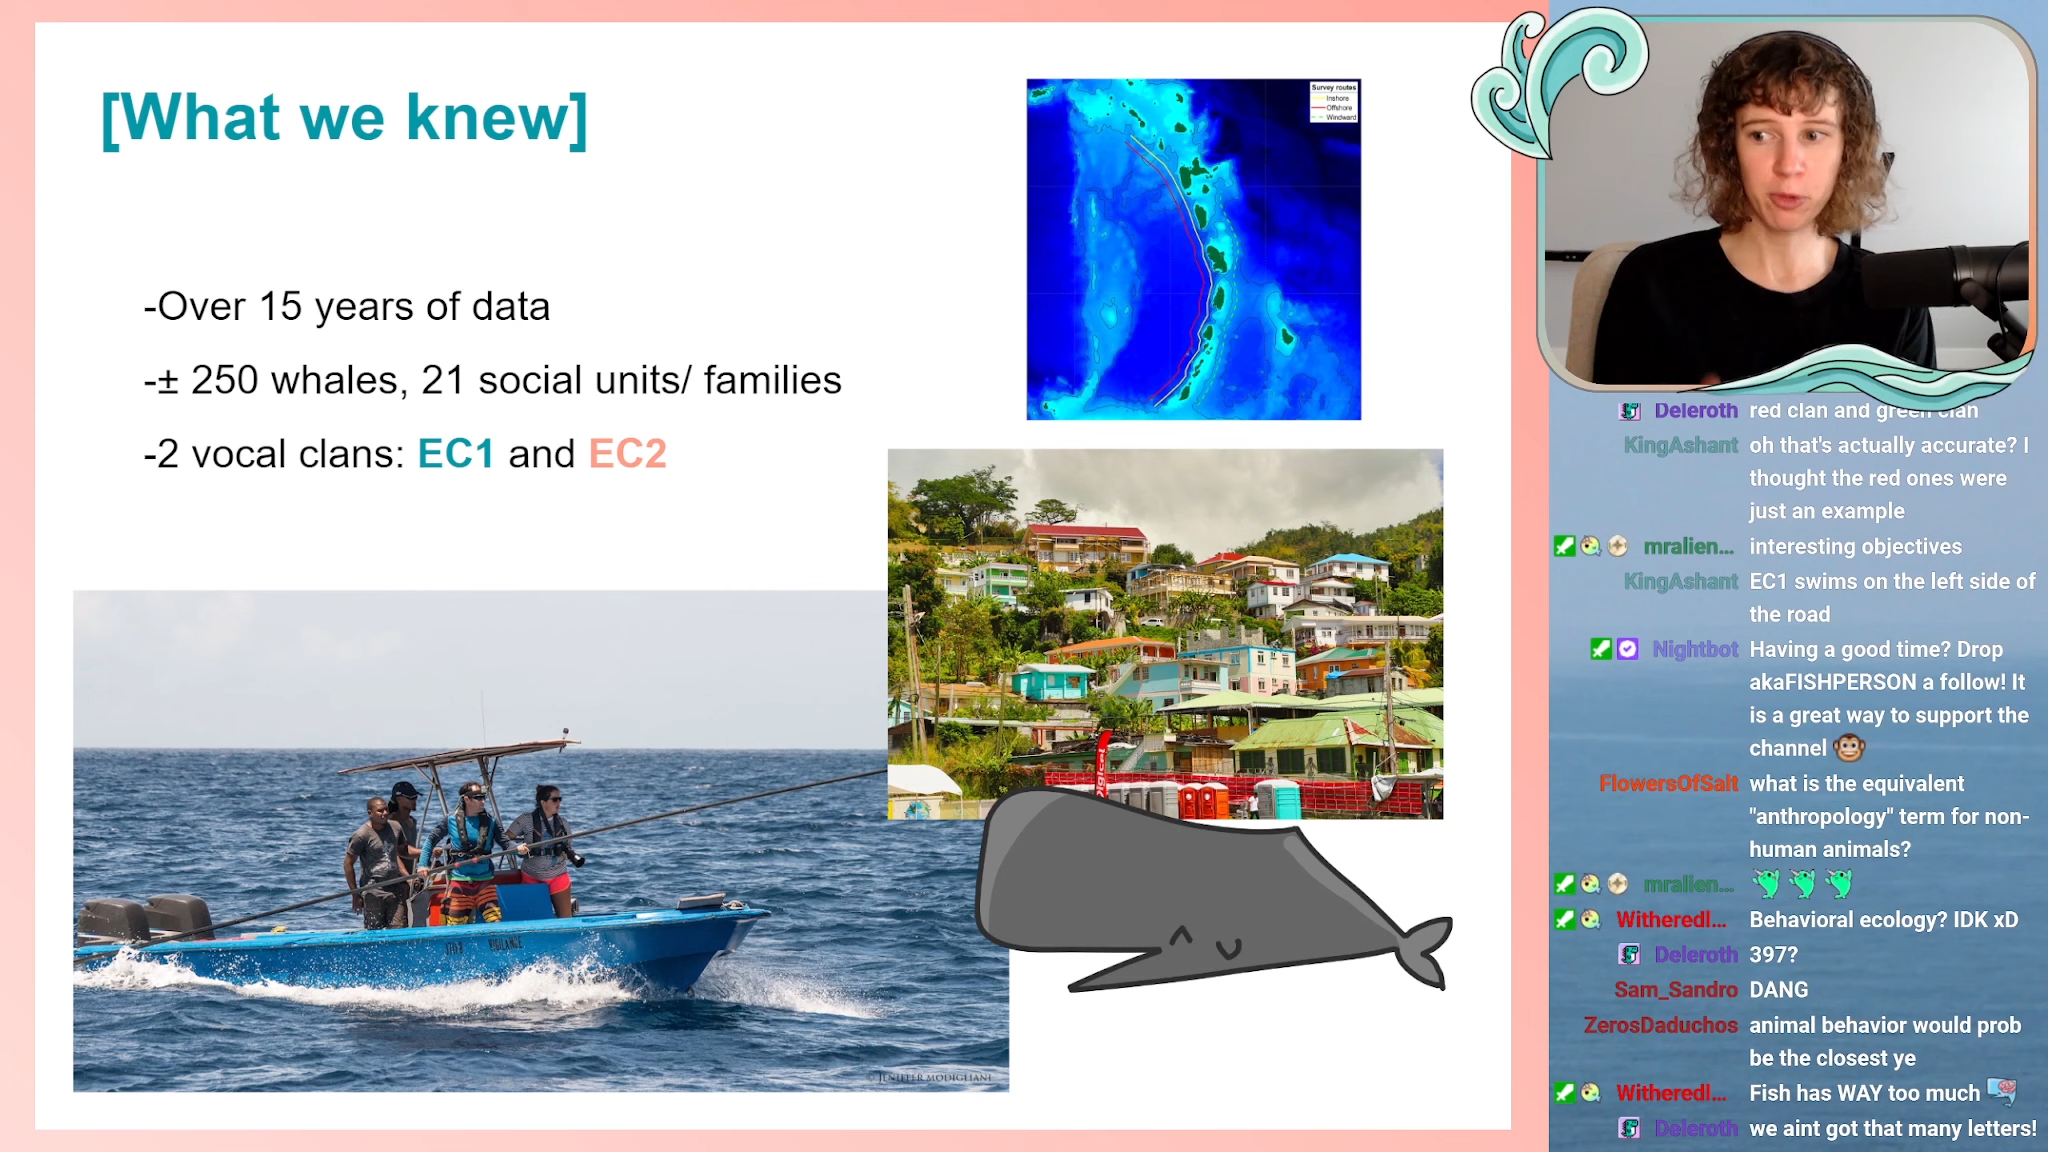 [What we knew]
-Over 15 years of data
-± 250 whales, 21 social units/ families
-2 vocal clans: EC1 and EC2
Survey routes
Inshore
Offshore
Windward
Digicel
VIGILANCE
JENIFER MODIGLIANI
Deleroth red clan and green clan
KingAshant oh that's actually accurate? I
thought the red ones were
just an example
mralien... interesting objectives
KingAshant EC1 swims on the left side of
the road
Nightbot Having a good time? Drop
akaFISHPERSON a follow! It
is a great way to support the
channel
FlowersOfSalt what is the equivalent
"anthropology" term for non-
human animals?
mralien...
Witheredl... Behavioral ecology? IDK xD
Deleroth 397?
Sam_Sandro DANG
ZerosDaduchos animal behavior would prob
be the closest ye
Witheredl... Fish has WAY too much
Deleroth we aint got that many letters!